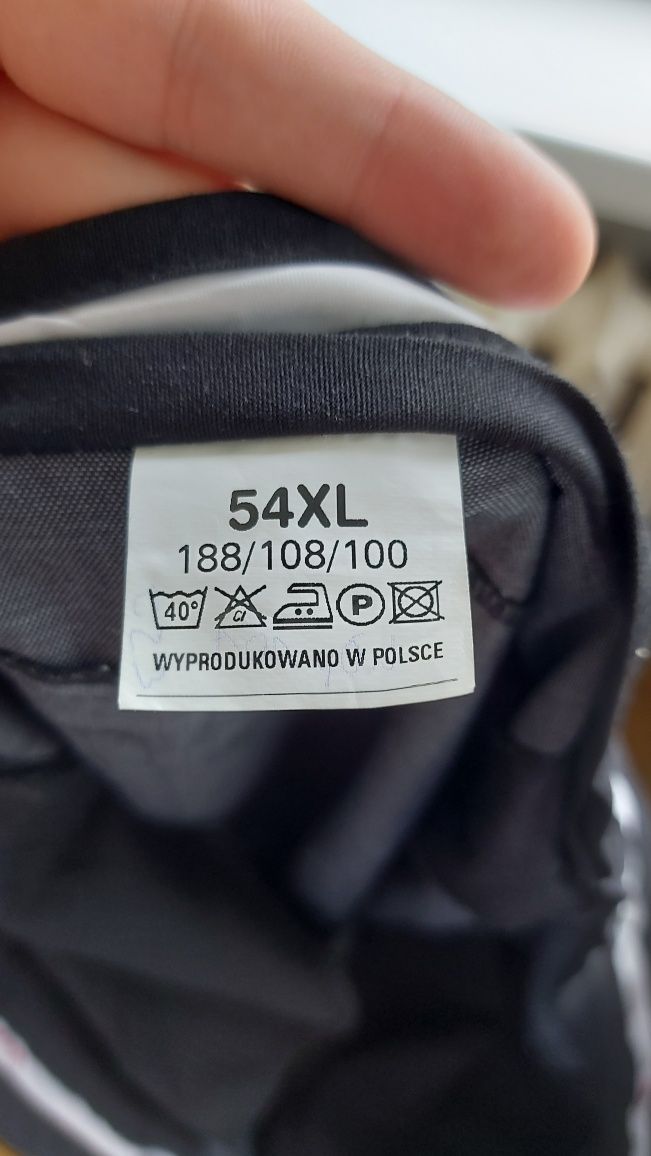 54XL
188/108/100
40° Cl P
WYPRODUKOWANO W POLSCE